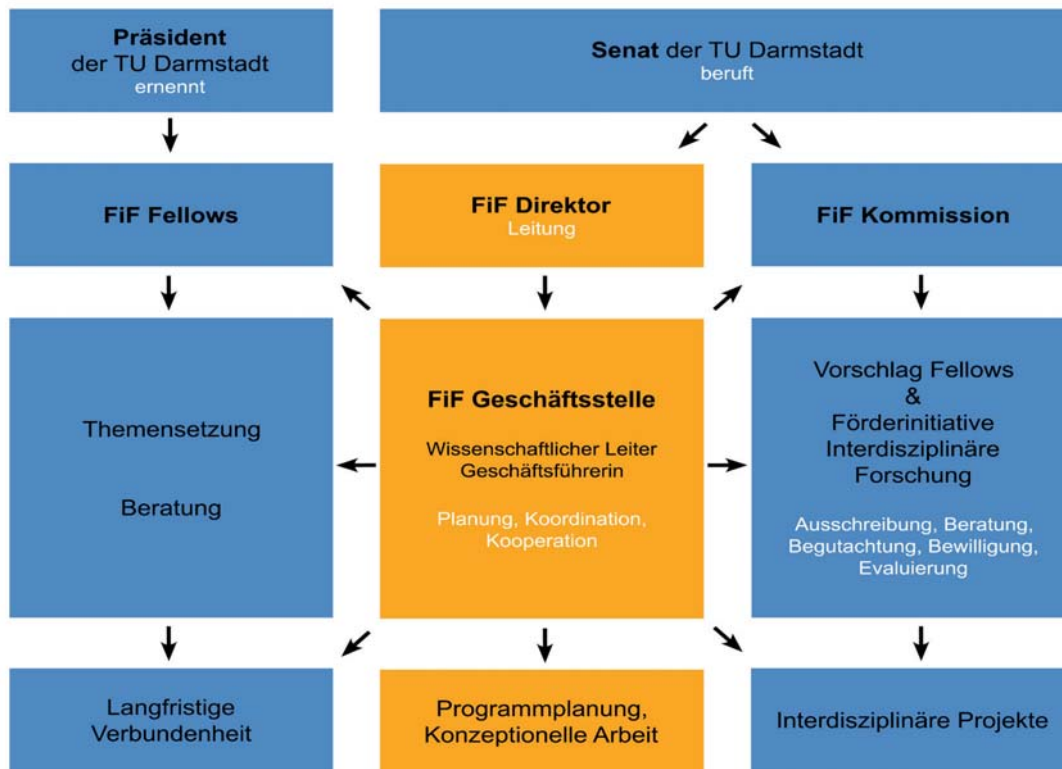 Präsident
der TU Darmstadt
ernennt
Senat der TU Darmstadt
beruft
FiF Fellows
FiF Direktor
Leitung
FiF Kommission
Themensetzung
Beratung
FiF Geschäftsstelle
Wissenschaftlicher Leiter
Geschäftsführerin
Planung, Koordination,
Kooperation
Vorschlag Fellows
&
Förderinitiative
Interdisziplinäre
Forschung
Ausschreibung, Beratung,
Begutachtung, Bewilligung,
Evaluierung
Langfristige
Verbundenheit
Programmplanung,
Konzeptionelle Arbeit
Interdisziplinäre Projekte